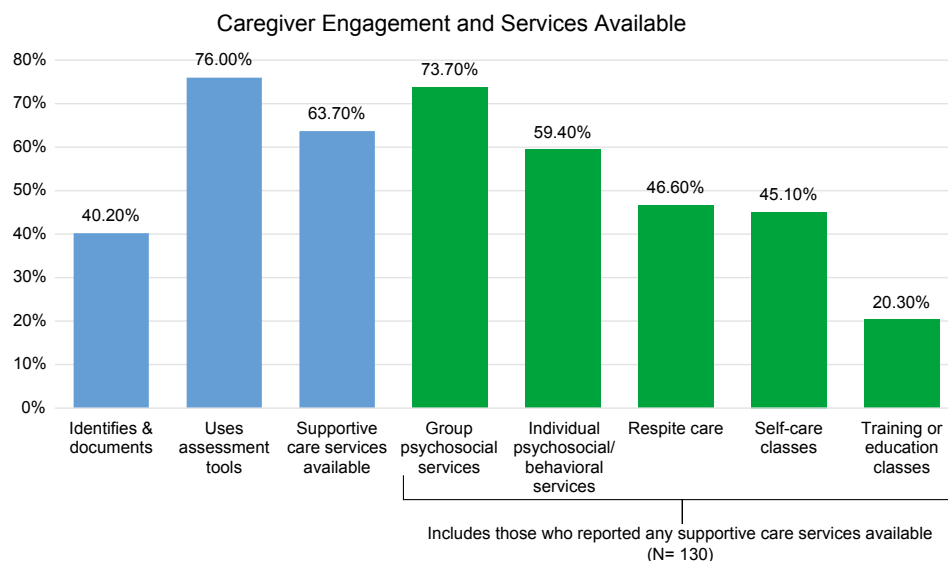 Caregiver Engagement and Services Available
80%
70%
60%
50%
40%
30%
20%
10%
0%
40.20%
76.00%
63.70%
73.70%
59.40%
46.60%
45.10%
20.30%
Identifies &
documents
Uses
assessment
tools
Supportive
care services
available
Group
psychosocial
services
Individual
psychosocial/
behavioral
services
Respite care
Self-care
classes
Training or
education
classes
Includes those who reported any supportive care services available
(N= 130)